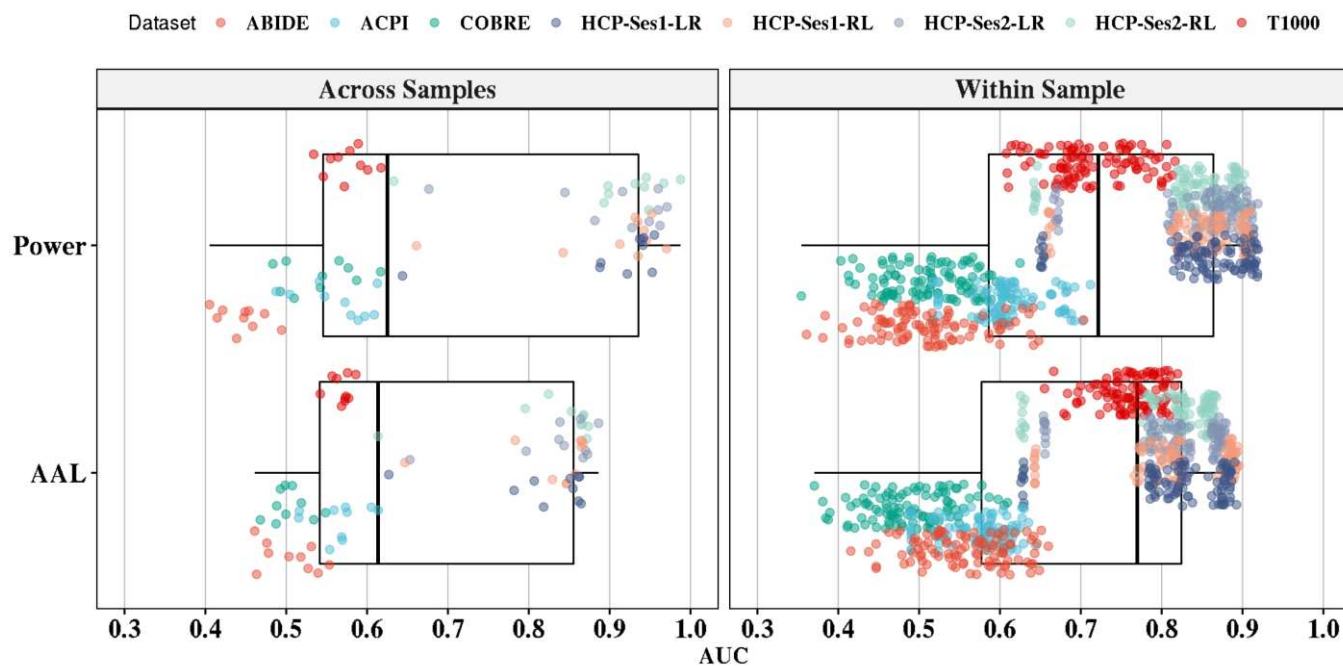 Dataset ABIDE ACPI COBRE HCP-Ses1-LR HCP-Ses1-RL HCP-Ses2-LR HCP-Ses2-RL T1000
Across Samples Within Sample
Power
AAL
0.3 0.4 0.5 0.6 0.7 0.8 0.9 1.0 0.3 0.4 0.5 0.6 0.7 0.8 0.9 1.0
AUC